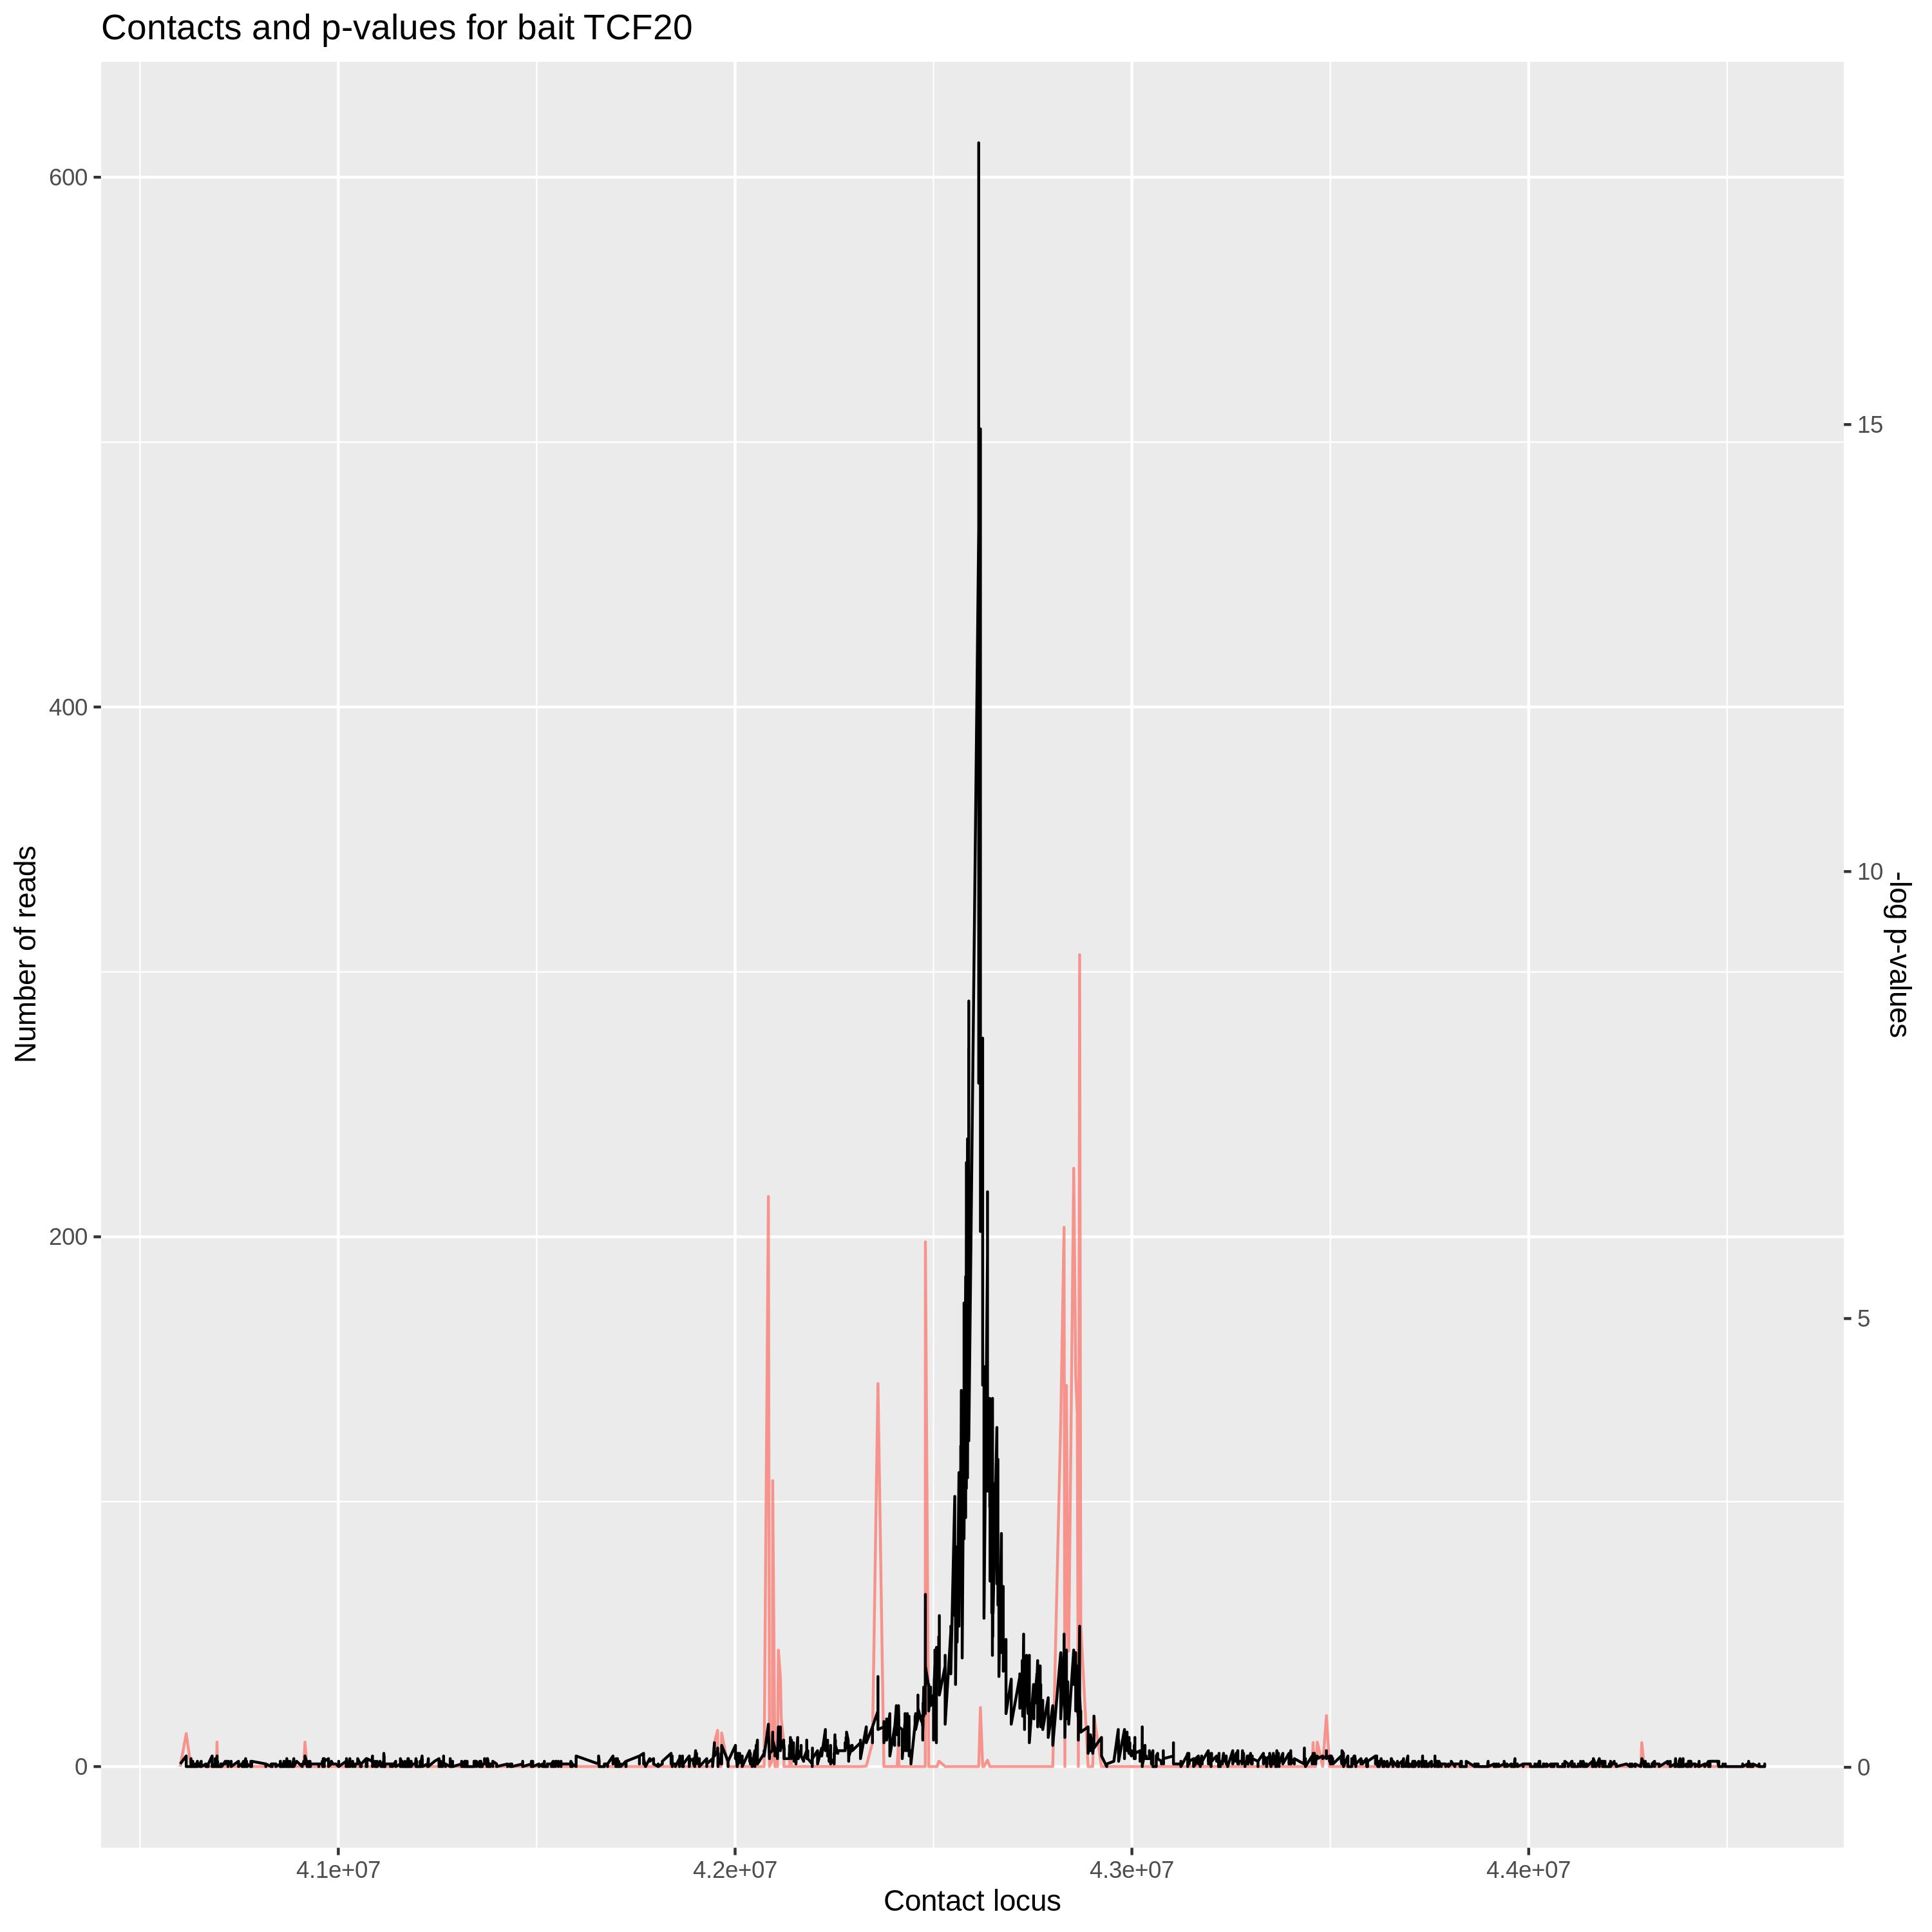 Contacts and p-values for bait TCF20
600
400
200
0
Number of reads
15
10
5
0
-log p-values
4.1e+07
4.2e+07
4.3e+07
4.4e+07
Contact locus